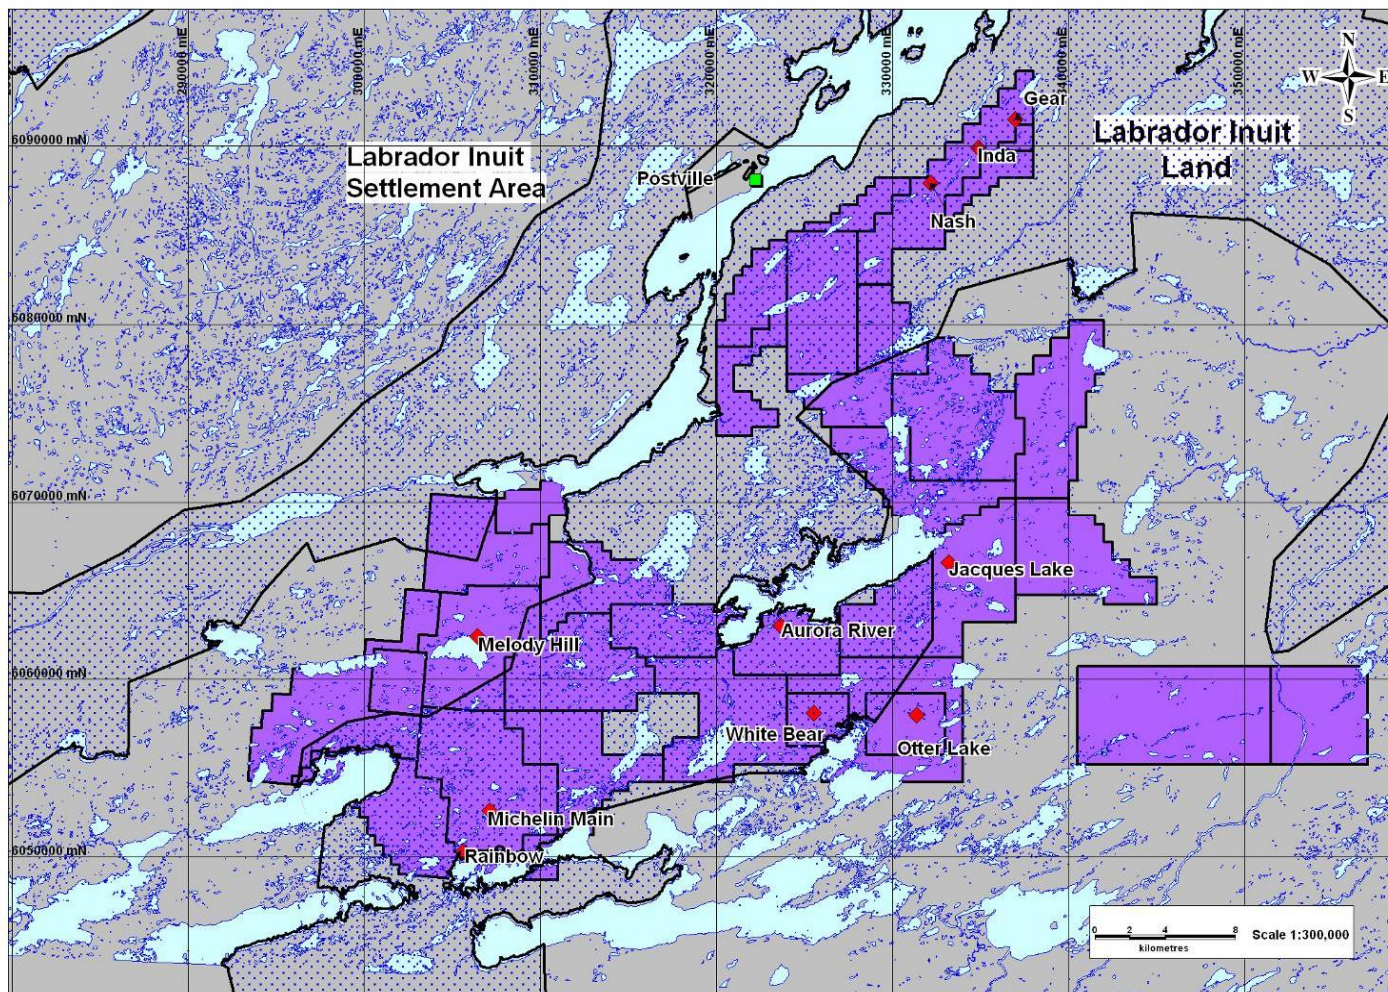 290000 mE
300000 mE
310000 mE
320000 mE
330000 mE
340000 mE
350000 mE
N
W E
S
Gear
Labrador Inuit
Land
6090000 mN
Labrador Inuit
Settlement Area
Inda
Postville
Nash
6080000 mN
6070000 mN
Jacques Lake
Aurora River
Melody Hill
6060000 mN
White Bear
Otter Lake
Michelin Main
Rainbow
6050000 mN
0 2 4 8
kilometres
Scale 1:300,000